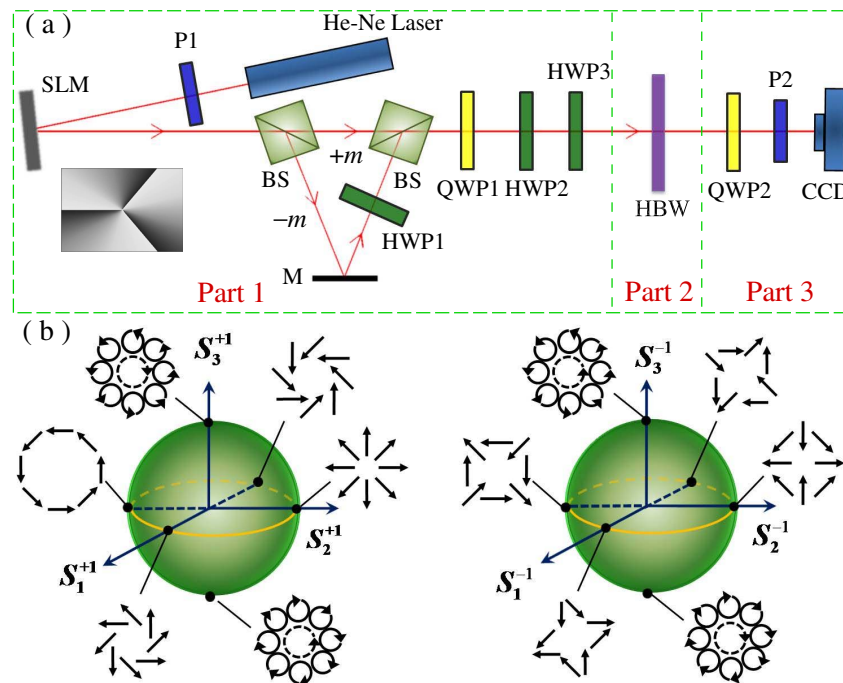 ( a )
He-Ne Laser
P1
SLM
HWP3
P2
+m
BS
BS
QWP1
HWP2
HBW
QWP2
CCD
−m
HWP1
M
Part 1
Part 2
Part 3
( b )
S₃⁺¹
S₂⁺¹
S₁⁺¹
S₃⁻¹
S₂⁻¹
S₁⁻¹